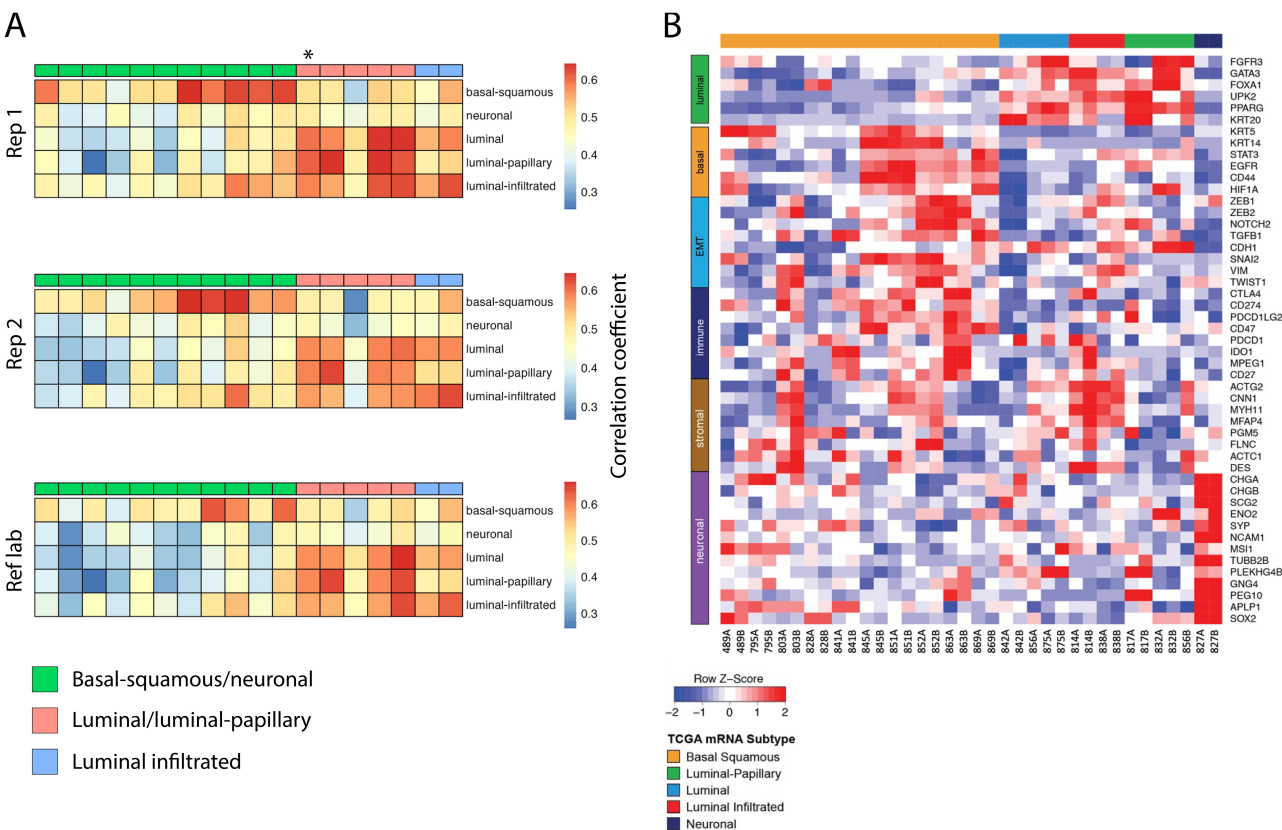 A
*
Rep 1
basal-squamous
neuronal
luminal
luminal-papillary
luminal-infiltrated
0.6
0.5
0.4
0.3
Rep 2
basal-squamous
neuronal
luminal
luminal-papillary
luminal-infiltrated
0.6
0.5
0.4
0.3
Correlation coefficient
Ref lab
basal-squamous
neuronal
luminal
luminal-papillary
luminal-infiltrated
0.6
0.5
0.4
0.3
Basal-squamous/neuronal
Luminal/luminal-papillary
Luminal infiltrated
B
luminal
basal
EMT
immune
stromal
neuronal
FGFR3
GATA3
FOXA1
UPK2
PPARG
KRT20
KRT5
KRT14
STAT3
EGFR
CD44
HIF1A
ZEB1
ZEB2
NOTCH2
TGFB1
CDH1
SNAI2
VIM
TWIST1
CTLA4
CD274
PDCD1LG2
CD47
PDCD1
IDO1
MPEG1
CD27
ACTG2
CNN1
MYH11
MFAP4
PGM5
FLNC
ACTC1
DES
CHGA
CHGB
SCG2
ENO2
SYP
NCAM1
MSI1
TUBB2B
PLEKHG4B
GNG4
PEG10
APLP1
SOX2
489A 489B 795A 795B 803A 803B 828A 828B 841A 841B 845A 845B 851A 851B 852A 852B 863A 863B 869A 869B 842A 842B 856A 875A 875B 814A 814B 838A 838B 817A 817B 832A 832B 856B 827A 827B
Row Z−Score
−2 −1 0 1 2
TCGA mRNA Subtype
Basal Squamous
Luminal-Papillary
Luminal
Luminal Infiltrated
Neuronal